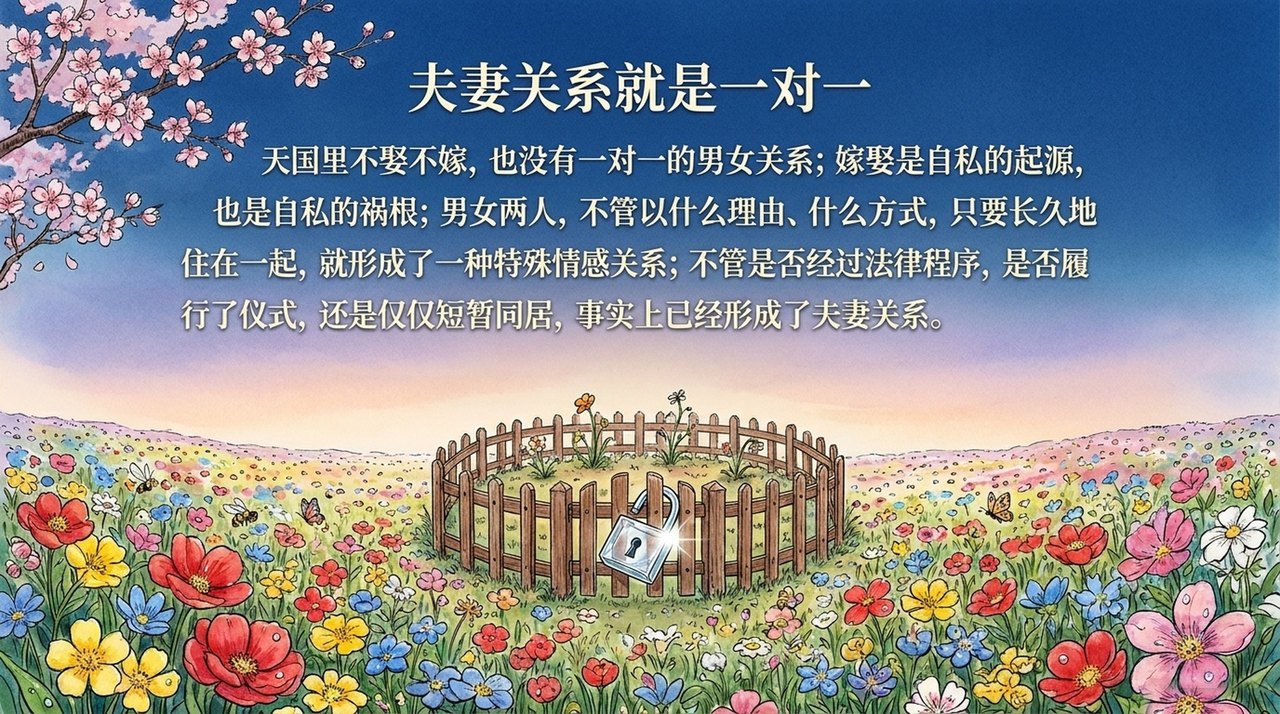 夫妻关系就是一对一
天国里不娶不嫁，也没有一对一的男女关系；嫁娶是自私的起源，
也是自私的祸根；男女两人，不管以什么理由、什么方式，只要长久地
住在一起，就形成了一种特殊情感关系；不管是否经过法律程序，是否履
行了仪式，还是仅仅短暂同居，事实上已经形成了夫妻关系。